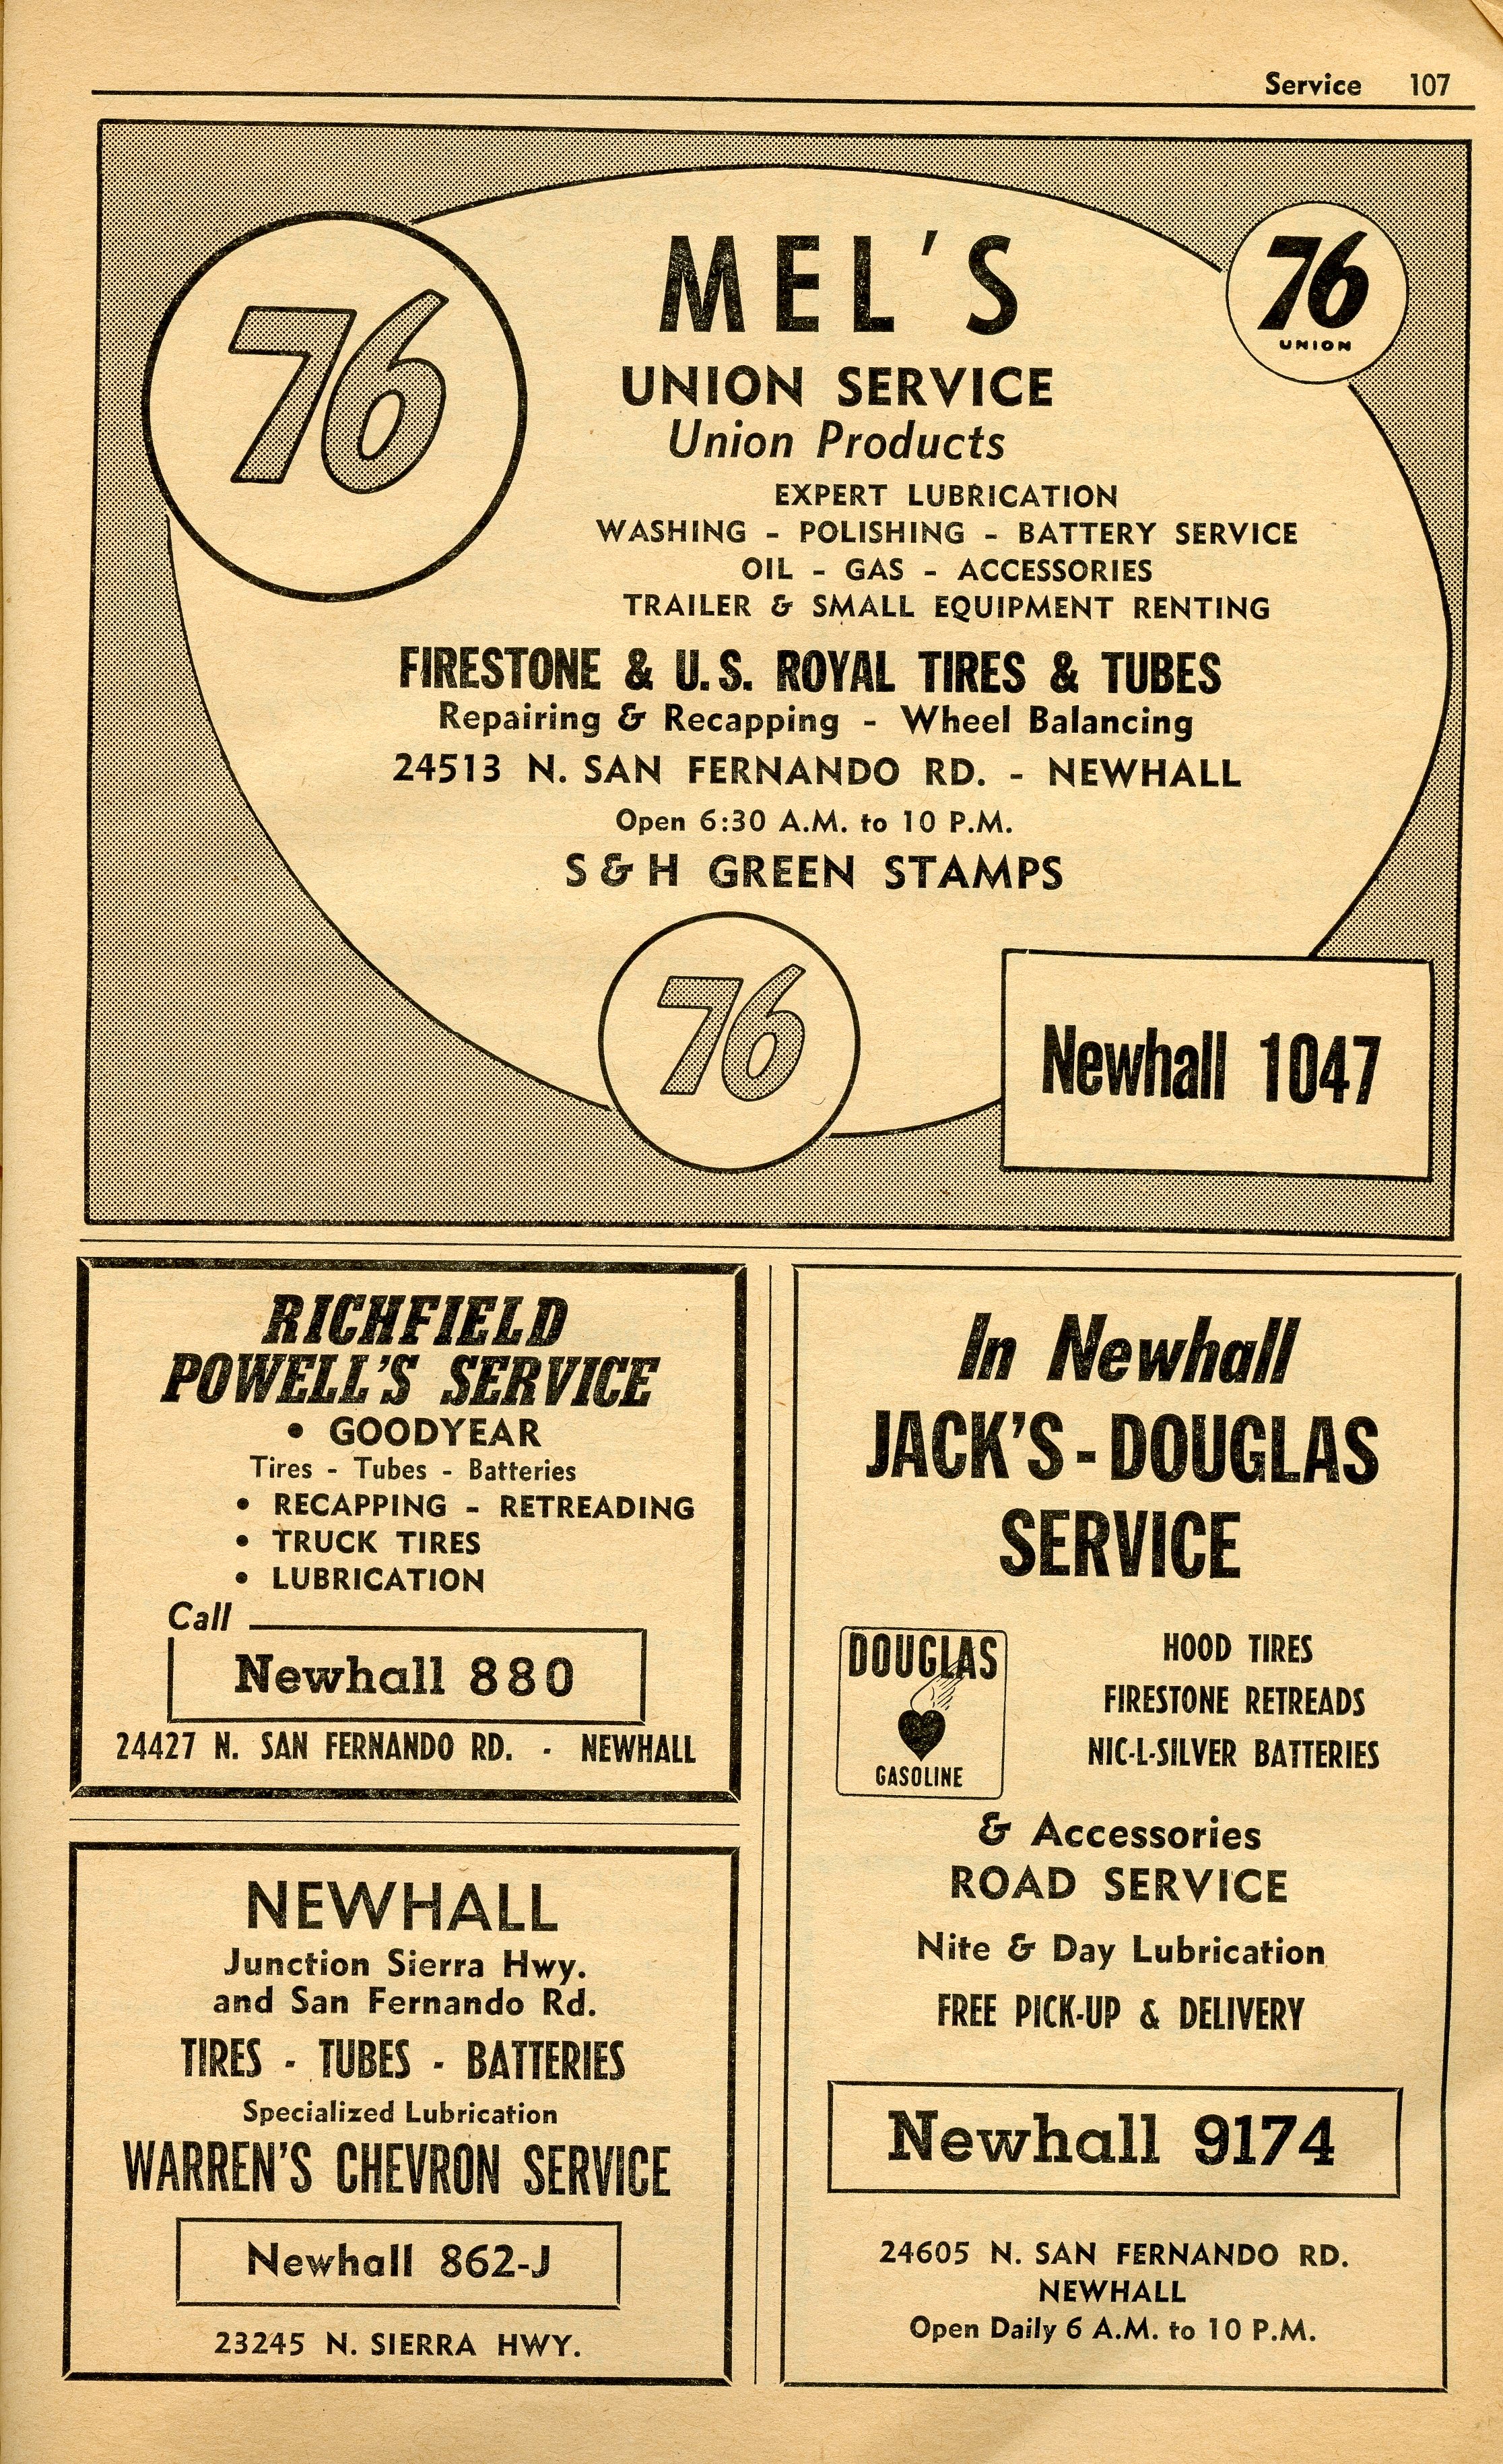 Service 107
76
MEL'S
76
UNION
UNION SERVICE
Union Products
EXPERT LUBRICATION
WASHING - POLISHING - BATTERY SERVICE
OIL - GAS - ACCESSORIES
TRAILER & SMALL EQUIPMENT RENTING
FIRESTONE & U.S. ROYAL TIRES & TUBES
Repairing & Recapping - Wheel Balancing
24513 N. SAN FERNANDO RD. - NEWHALL
Open 6:30 A.M. to 10 P.M.
S & H GREEN STAMPS
76
Newhall 1047
RICHFIELD
POWELL'S SERVICE
• GOODYEAR
Tires - Tubes - Batteries
• RECAPPING - RETREADING
• TRUCK TIRES
• LUBRICATION
Call
Newhall 880
24427 N. SAN FERNANDO RD. - NEWHALL
NEWHALL
Junction Sierra Hwy.
and San Fernando Rd.
TIRES - TUBES - BATTERIES
Specialized Lubrication
WARREN'S CHEVRON SERVICE
Newhall 862-J
23245 N. SIERRA HWY.
In Newhall
JACK'S - DOUGLAS
SERVICE
DOUGLAS
GASOLINE
HOOD TIRES
FIRESTONE RETREADS
NIC-L-SILVER BATTERIES
& Accessories
ROAD SERVICE
Nite & Day Lubrication
FREE PICK-UP & DELIVERY
Newhall 9174
24605 N. SAN FERNANDO RD.
NEWHALL
Open Daily 6 A.M. to 10 P.M.